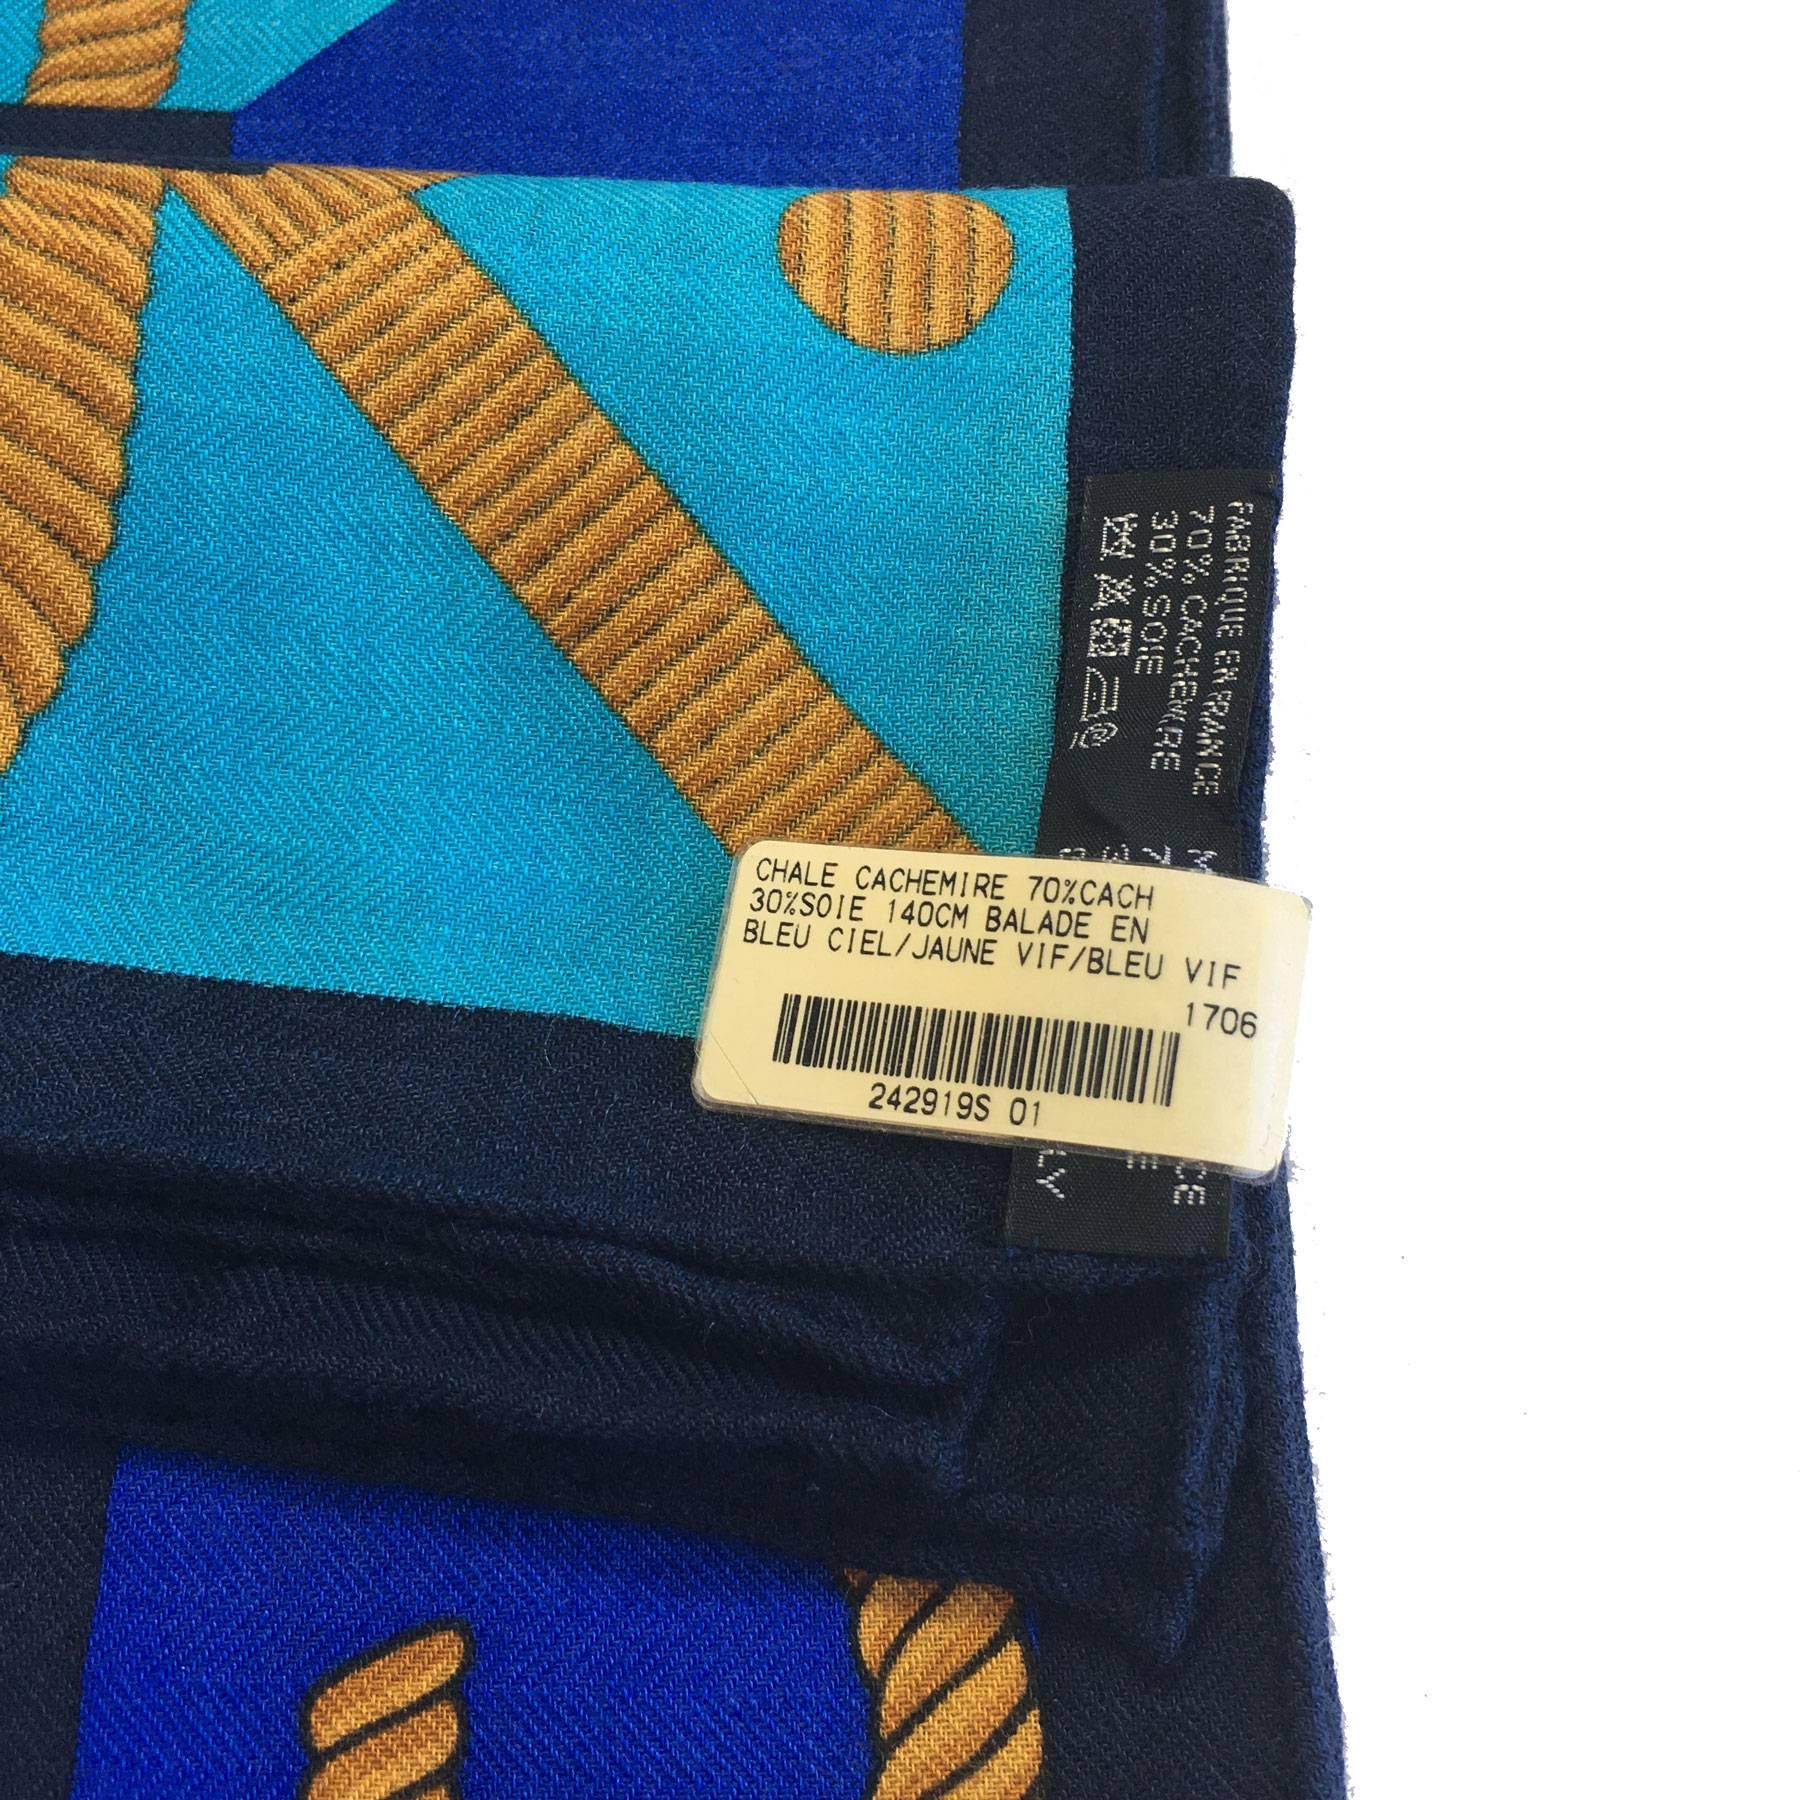 FABRIQUE EN FRANCE
70% CACHEMIRE
30% SOIE
CHALE CACHEMIRE 70%CACH
30%SOIE 140CM BALADE EN
BLEU CIEL/JAUNE VIF/BLEU VIF
1706
242919S 01